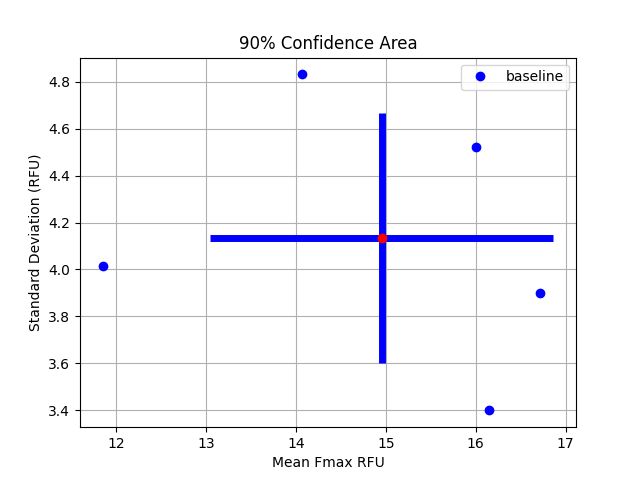 90% Confidence Area
baseline
Standard Deviation (RFU)
4.8
4.6
4.4
4.2
4.0
3.8
3.6
3.4
12 13 14 15 16 17
Mean Fmax RFU